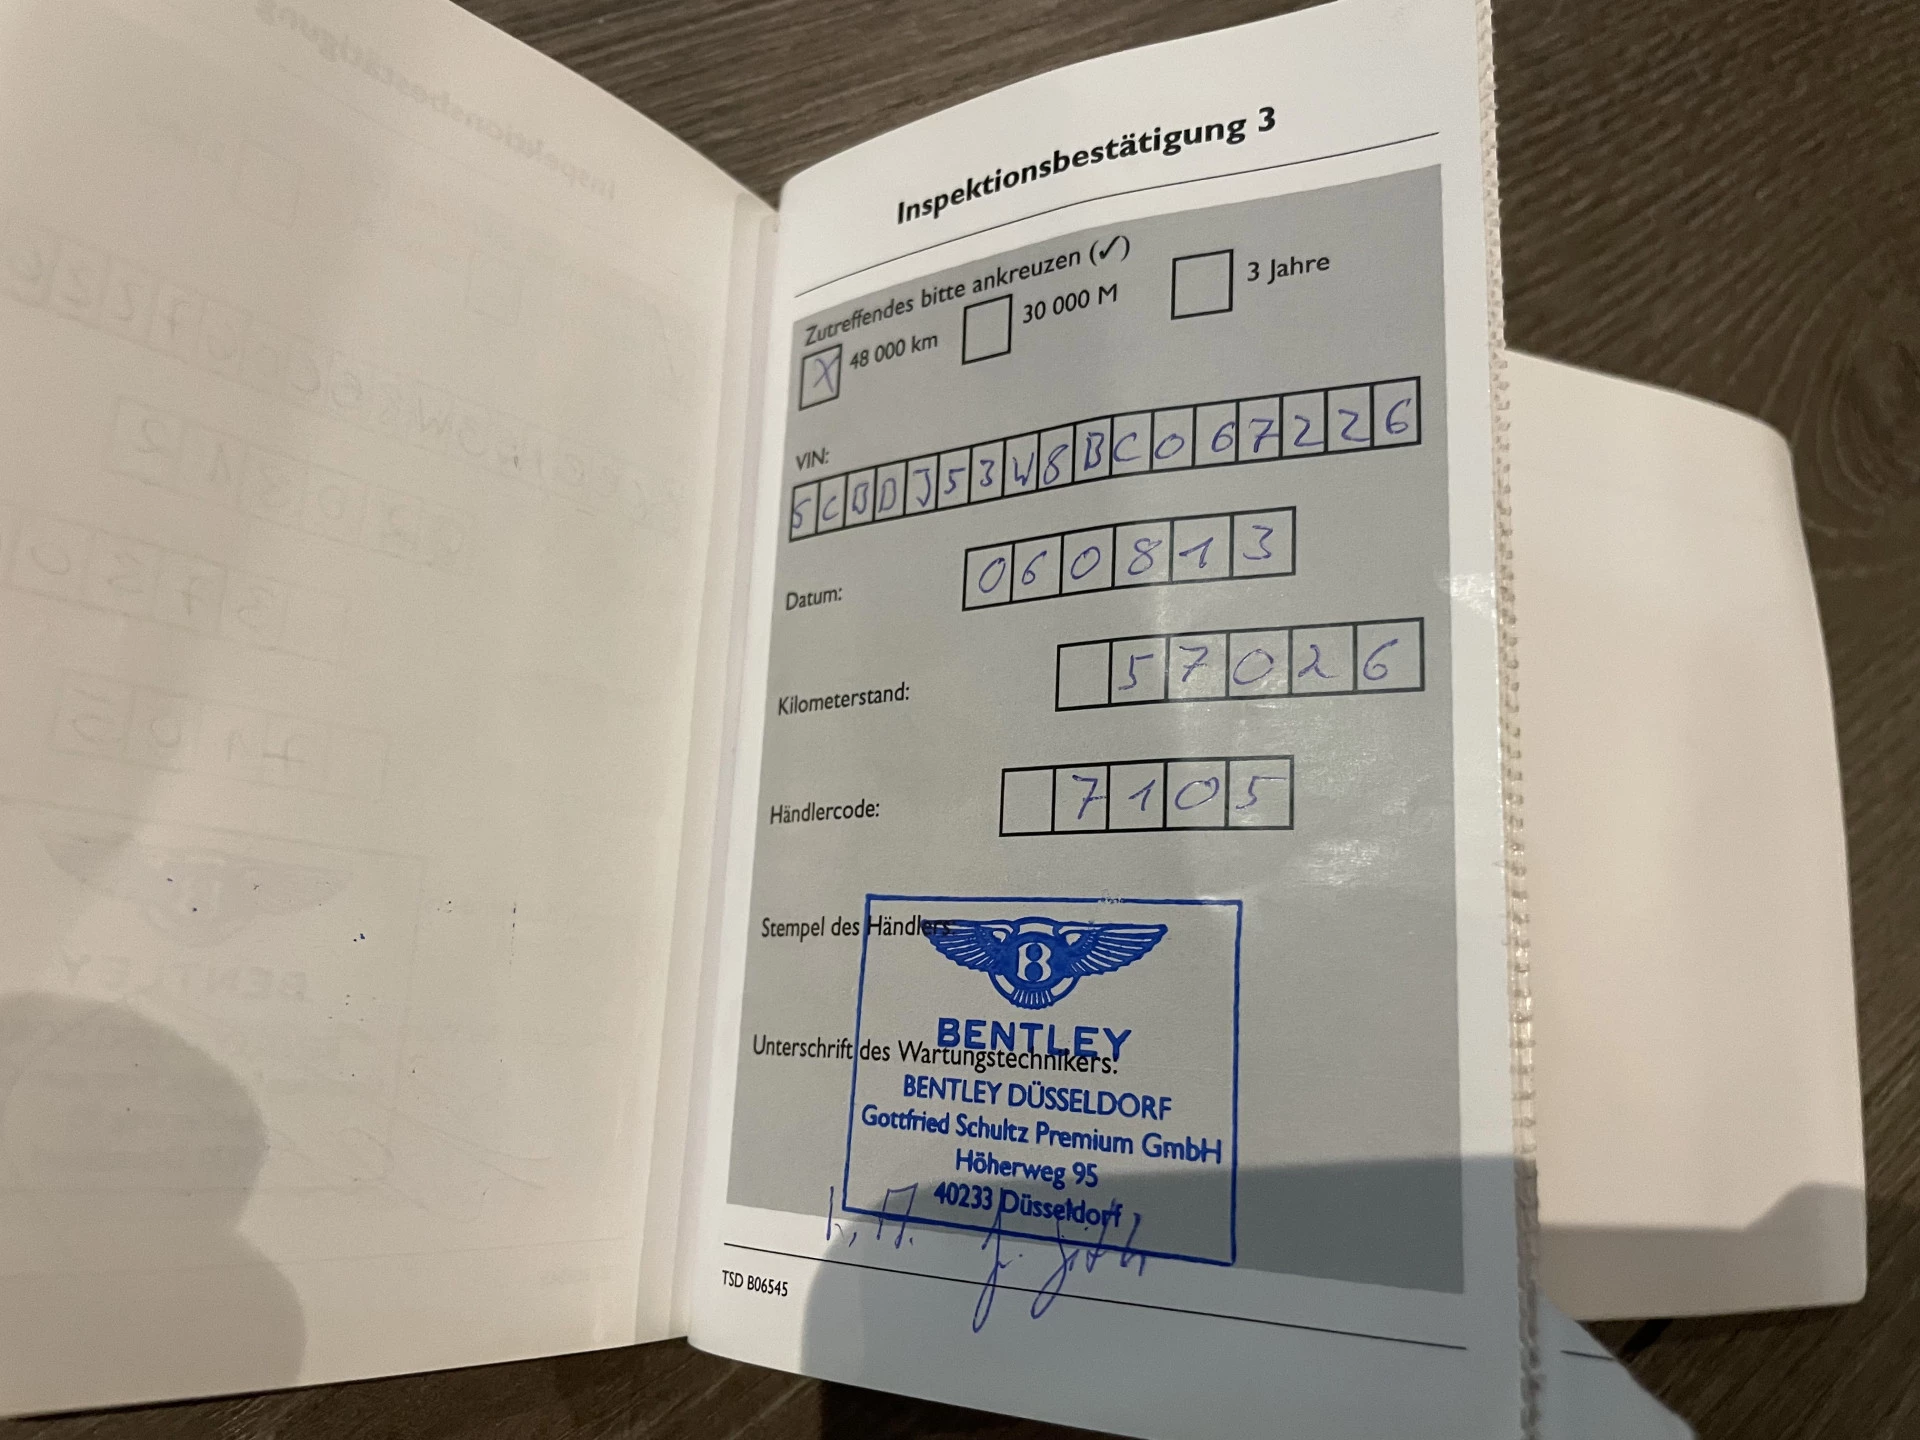 Inspektionsbestätigung 3
Zutreffendes bitte ankreuzen (✓)
X 48 000 km 30 000 M 3 Jahre
VIN:
SCBDJ53W8BC067226
Datum: 060813
Kilometerstand: 57026
Händlercode: 7105
Stempel des Händlers:
B
BENTLEY
Unterschrift des Wartungstechnikers:
BENTLEY DÜSSELDORF
Gottfried Schultz Premium GmbH
Höherweg 95
40233 Düsseldorf
TSD B06545